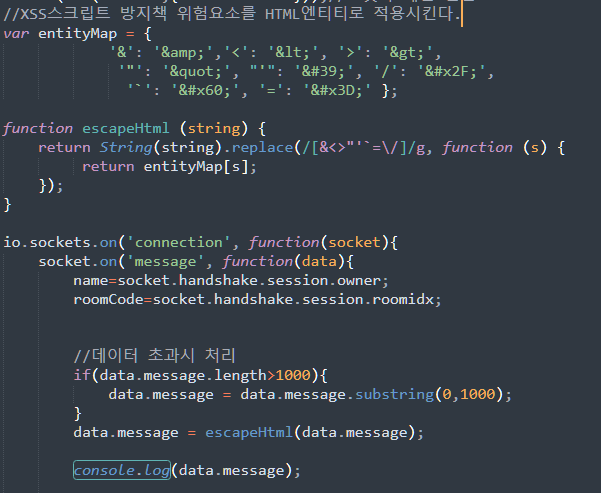 //XSS스크립트 방지책 위험요소를 HTML엔티티로 적용시킨다.
var entityMap = {
'&': '&amp;','<': '&lt;', '>': '&gt;',
'"': '&quot;', "'": '&#39;', '/': '&#x2F;',
'`': '&#x60;', '=': '&#x3D;' };
function escapeHtml (string) {
return String(string).replace(/[&<>"'`=\/]/g, function (s) {
return entityMap[s];
});
}
io.sockets.on('connection', function(socket){
socket.on('message', function(data){
name=socket.handshake.session.owner;
roomCode=socket.handshake.session.roomidx;
//데이터 초과시 처리
if(data.message.length>1000){
data.message = data.message.substring(0,1000);
}
data.message = escapeHtml(data.message);
console.log(data.message);